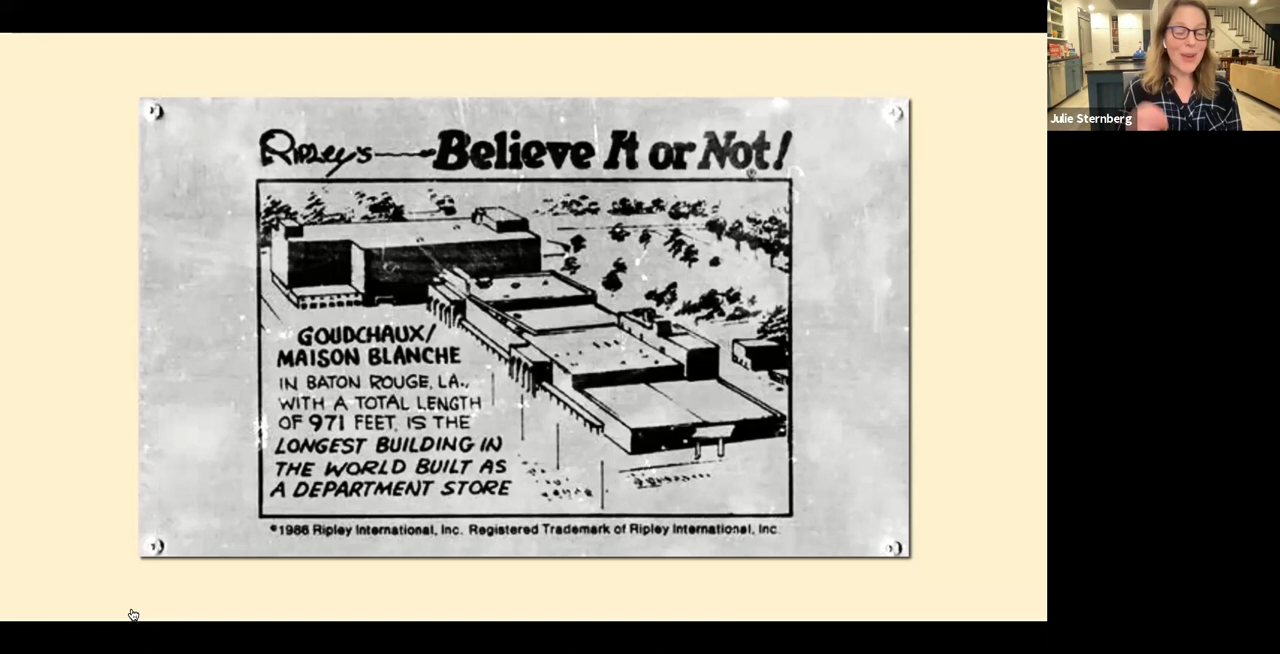 Ripley's Believe It or Not!
GOUDCHAUX/
MAISON BLANCHE
IN BATON ROUGE, LA.,
WITH A TOTAL LENGTH
OF 971 FEET, IS THE
LONGEST BUILDING IN
THE WORLD BUILT AS
A DEPARTMENT STORE
©1986 Ripley International, Inc. Registered Trademark of Ripley International, Inc.
Julie Sternberg